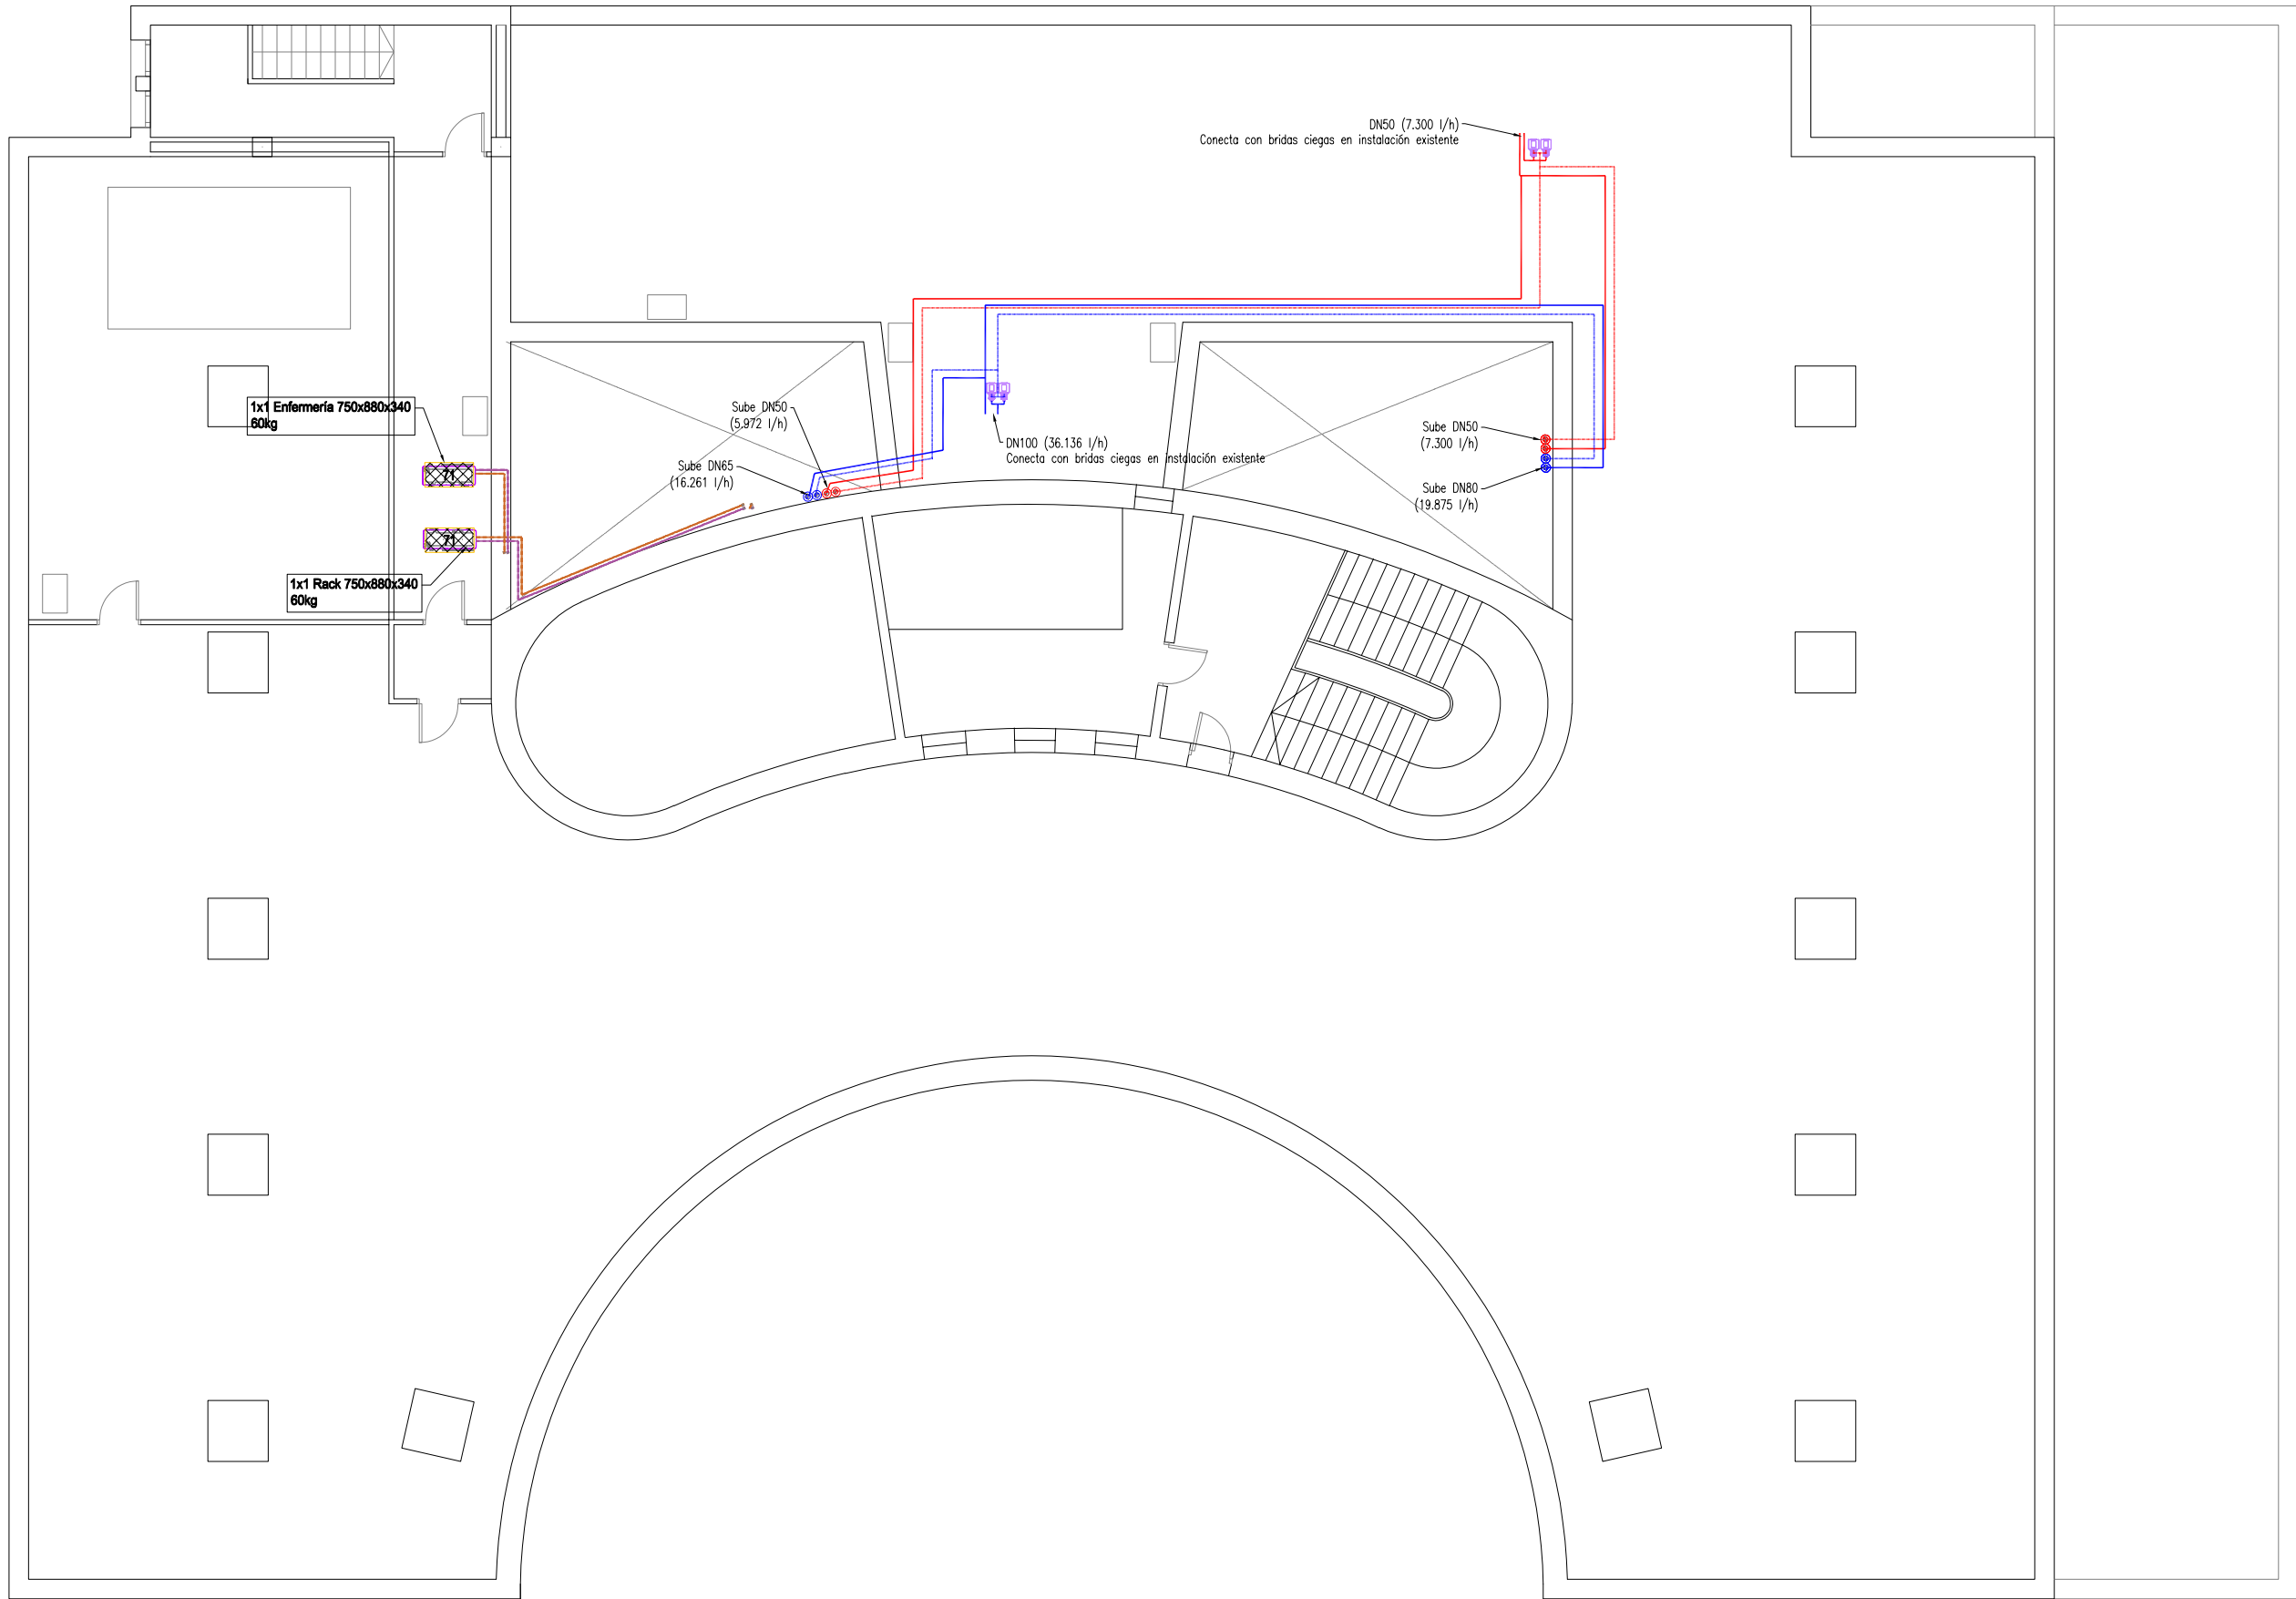 DN50 (7.300 l/h)
Conecta con bridas ciegas en instalación existente
1x1 Enfermería 750x880x340
60kg
71
71
1x1 Rack 750x880x340
60kg
Sube DN50
(5.972 l/h)
Sube DN65
(16.261 l/h)
DN100 (36.136 l/h)
Conecta con bridas ciegas en instalación existente
Sube DN50
(7.300 l/h)
Sube DN80
(19.875 l/h)